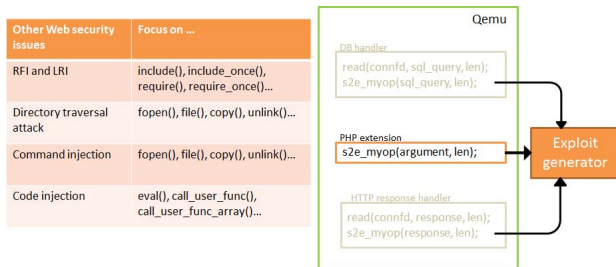 Other Web security
issues
Focus on ...
RFI and LRI
include(), include_once(),
require(), require_once()...
Directory traversal
attack
fopen(), file(), copy(), unlink()...
Command injection
fopen(), file(), copy(), unlink()...
Code injection
eval(), call_user_func(),
call_user_func_array()...
Qemu
DB handler
read(connfd, sql_query, len);
s2e_myop(sql_query, len);
PHP extension
s2e_myop(argument, len);
HTTP response handler
read(connfd, response, len);
s2e_myop(response, len);
Exploit
generator